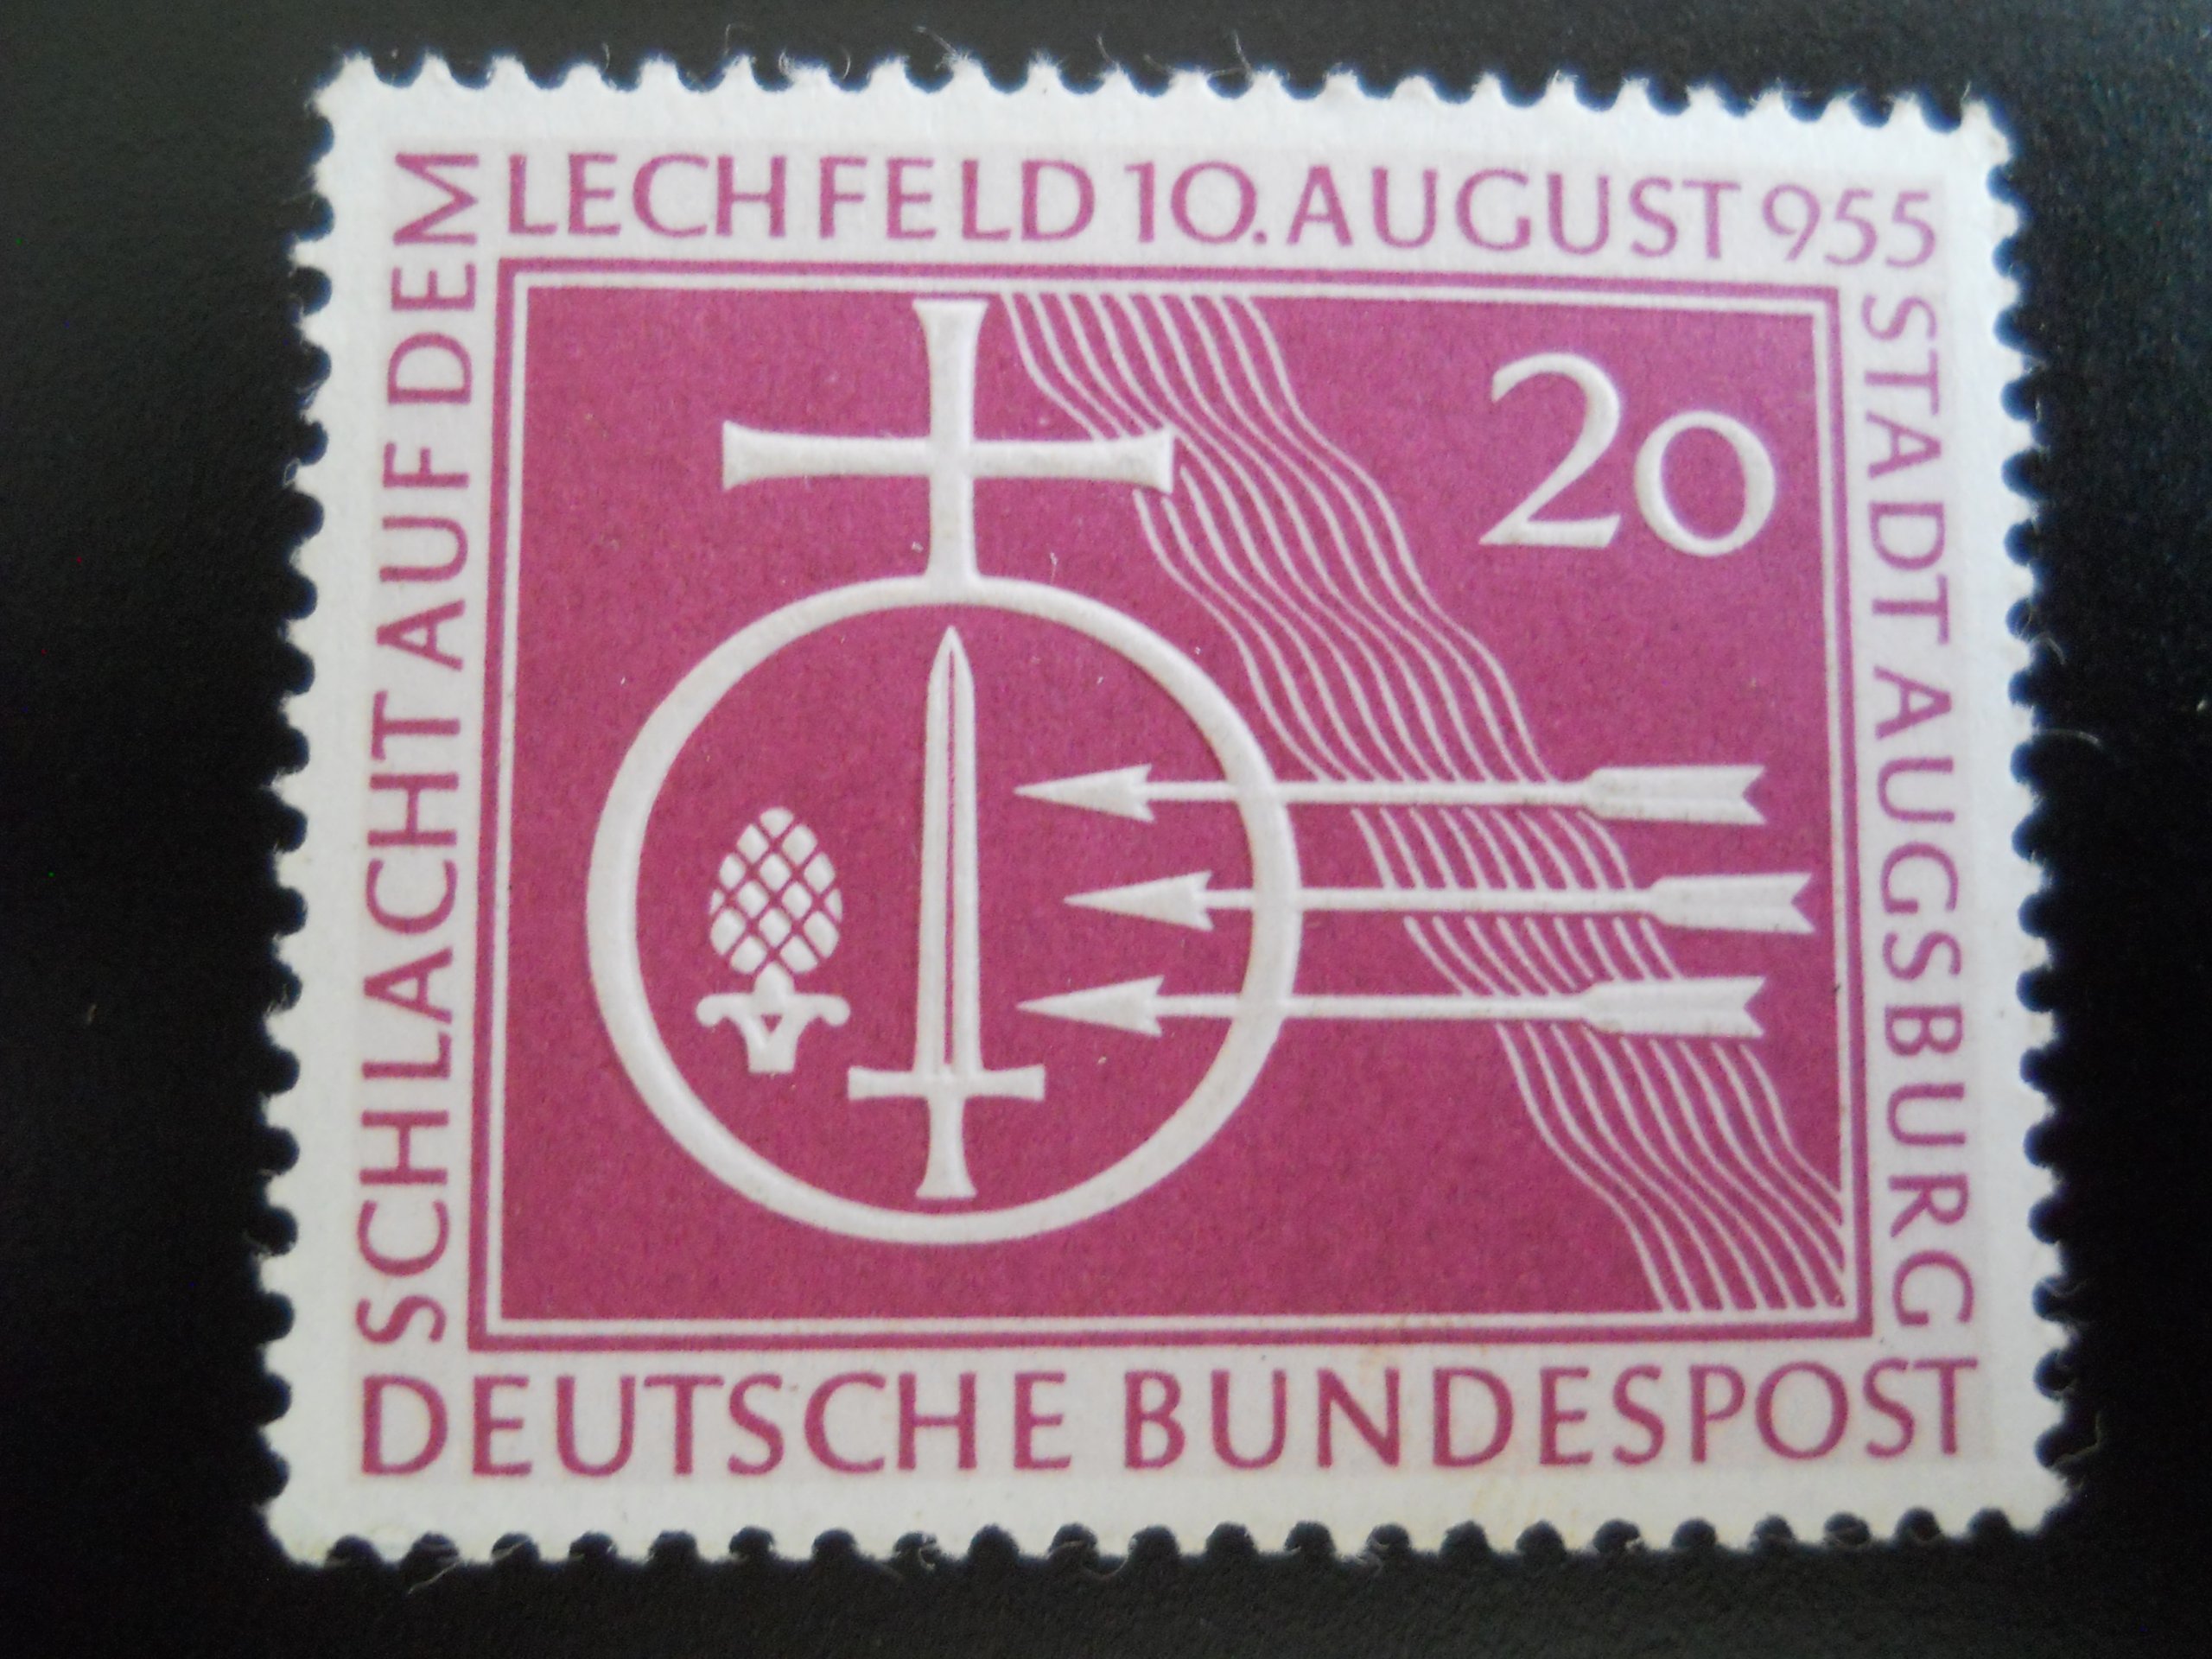 SCHLACHT AUF DEM
LECHFELD 10. AUGUST 955
STADT AUGSBURG
20
DEUTSCHE BUNDESPOST